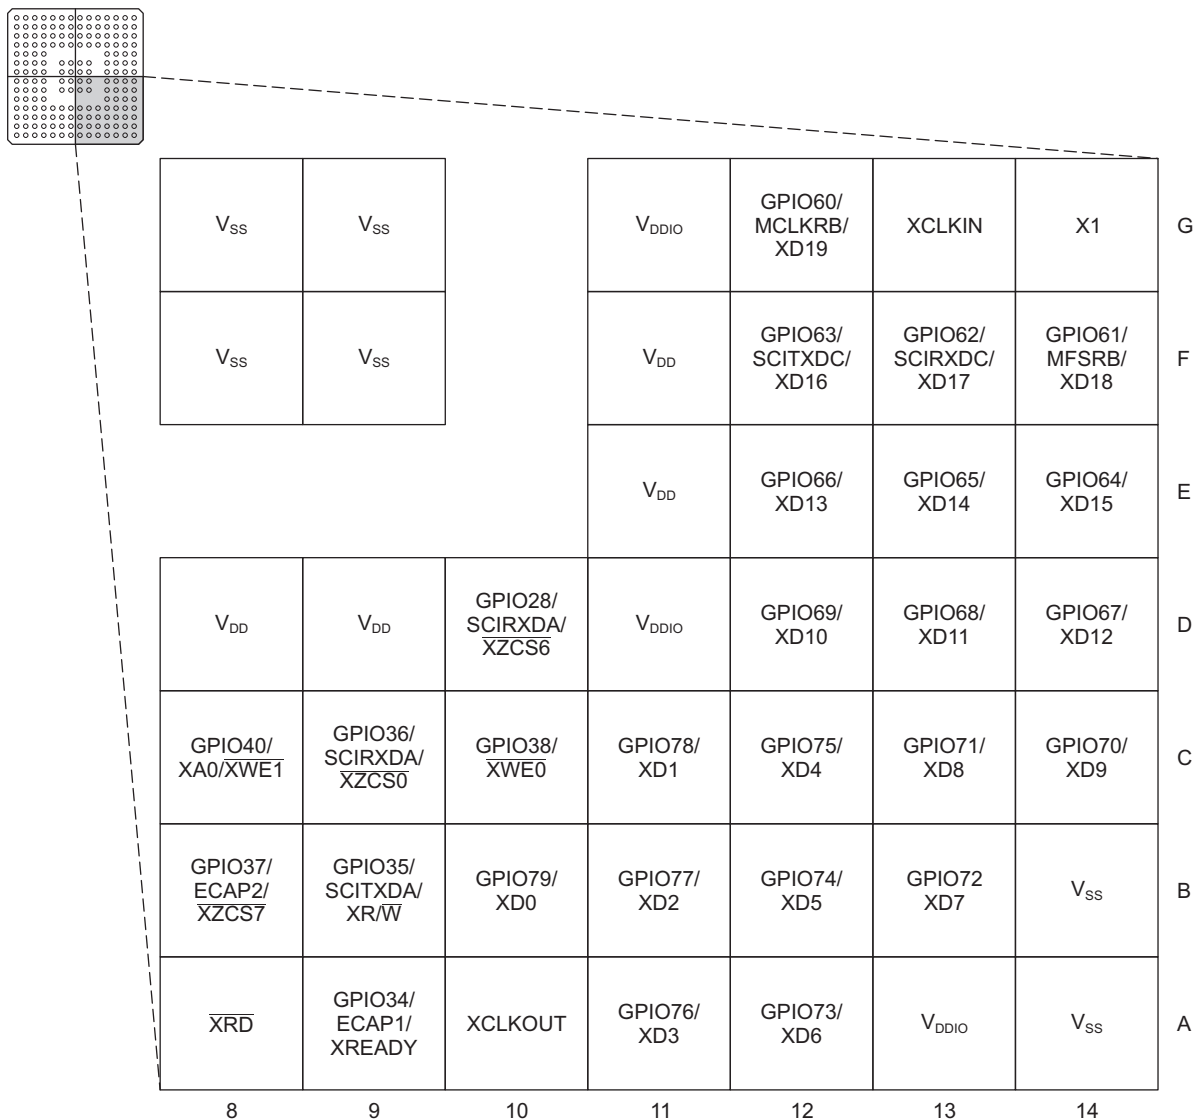 VSS VSS VDDIO GPIO60/ MCLKRB/ XD19 XCLKIN X1 G
VSS VSS VDD GPIO63/ SCITXDC/ XD16 GPIO62/ SCIRXDC/ XD17 GPIO61/ MFSRB/ XD18 F
VDD GPIO66/ XD13 GPIO65/ XD14 GPIO64/ XD15 E
VDD VDD GPIO28/ SCIRXDA/ XZCS6 VDDIO GPIO69/ XD10 GPIO68/ XD11 GPIO67/ XD12 D
GPIO40/ XA0/XWE1 GPIO36/ SCIRXDA/ XZCS0 GPIO38/ XWE0 GPIO78/ XD1 GPIO75/ XD4 GPIO71/ XD8 GPIO70/ XD9 C
GPIO37/ ECAP2/ XZCS7 GPIO35/ SCITXDA/ XR/W GPIO79/ XD0 GPIO77/ XD2 GPIO74/ XD5 GPIO72 XD7 VSS B
XRD GPIO34/ ECAP1/ XREADY XCLKOUT GPIO76/ XD3 GPIO73/ XD6 VDDIO VSS A
8 9 10 11 12 13 14